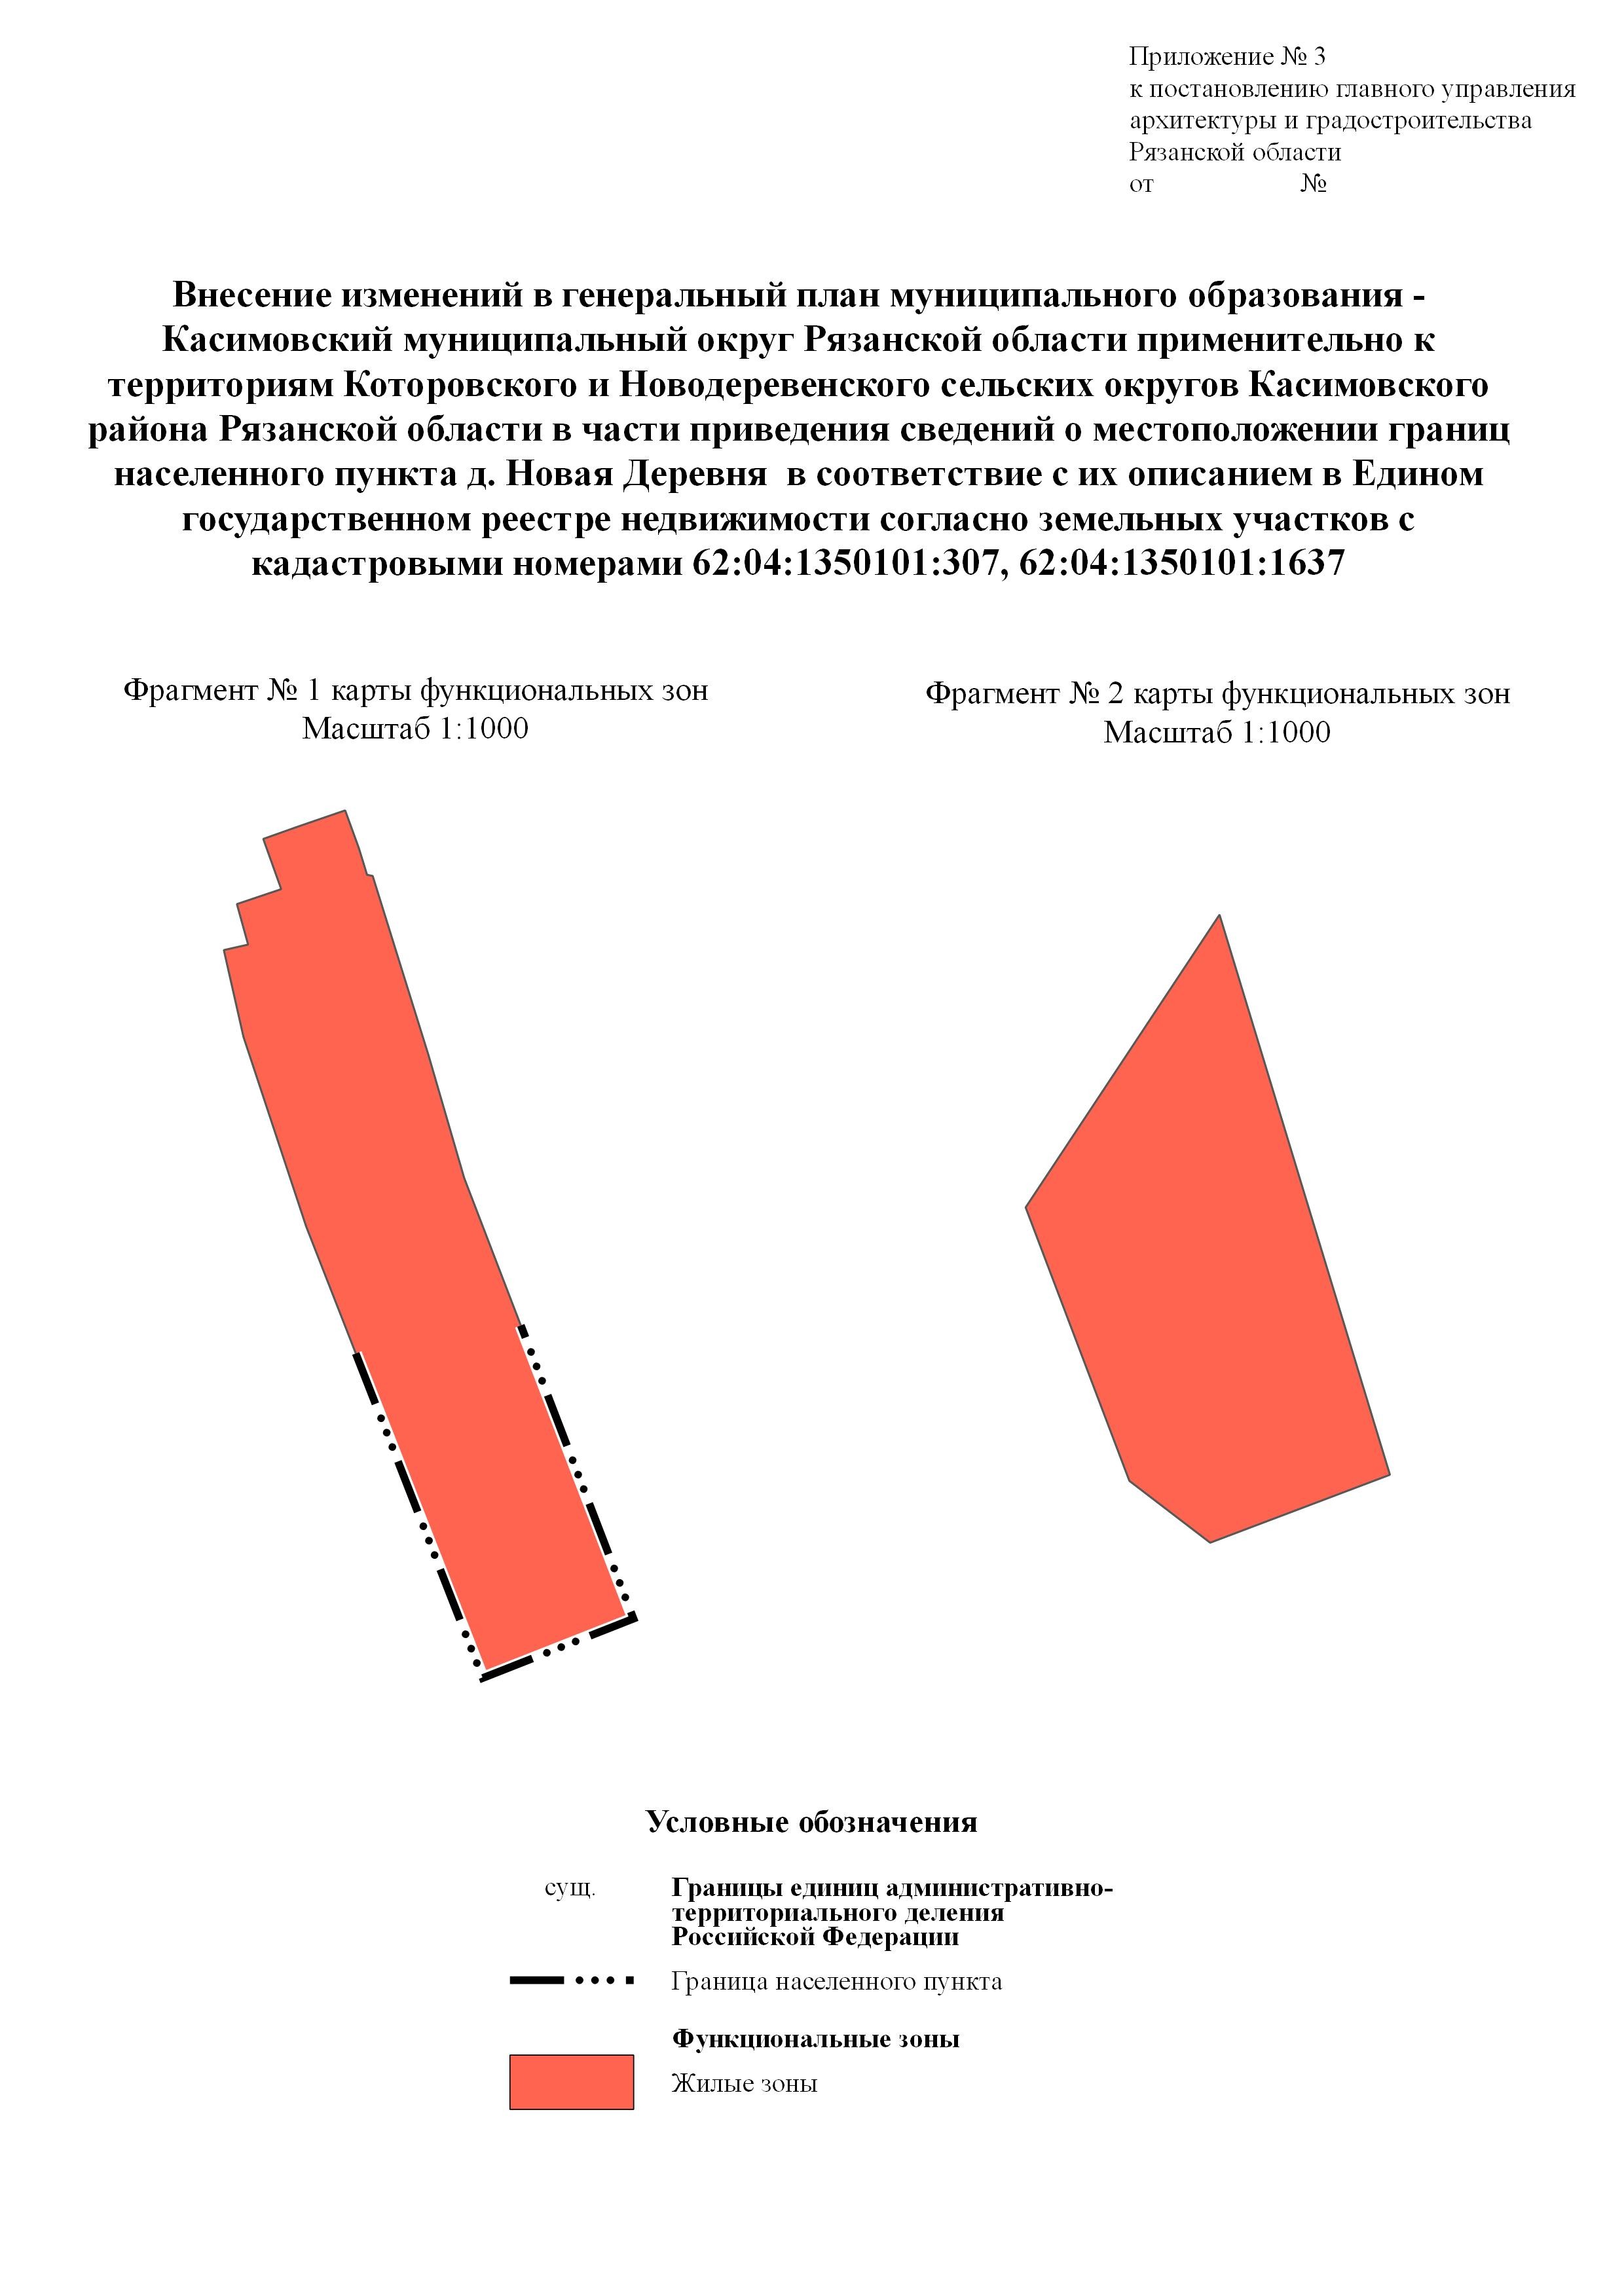 Приложение № 3
к постановлению главного управления
архитектуры и градостроительства
Рязанской области
от №
Внесение изменений в генеральный план муниципального образования -
Касимовский муниципальный округ Рязанской области применительно к
территориям Которовского и Новодеревенского сельских округов Касимовского
района Рязанской области в части приведения сведений о местоположении границ
населенного пункта д. Новая Деревня  в соответствие с их описанием в Едином
государственном реестре недвижимости согласно земельных участков с
кадастровыми номерами 62:04:1350101:307, 62:04:1350101:1637
Фрагмент № 1 карты функциональных зон
Масштаб 1:1000
Фрагмент № 2 карты функциональных зон
Масштаб 1:1000
Условные обозначения
сущ.
Границы единиц административно-
территориального деления
Российской Федерации
Граница населенного пункта
Функциональные зоны
Жилые зоны